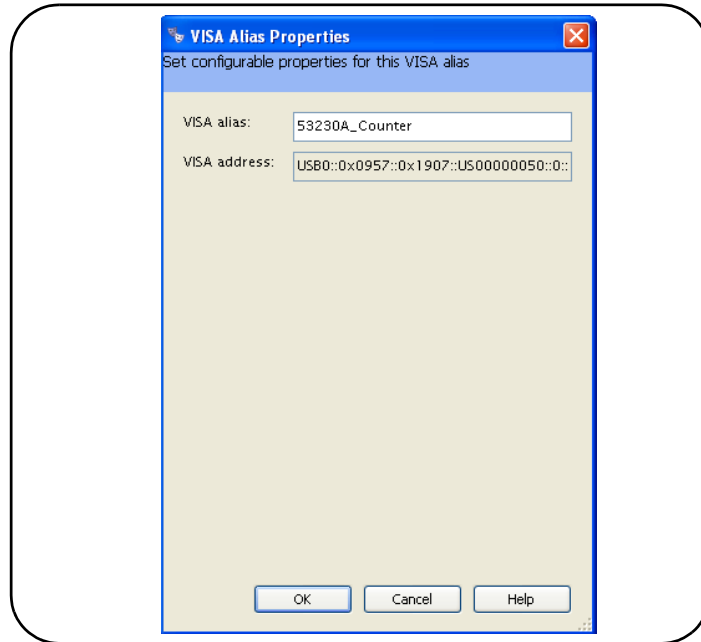 VISA Alias Properties
Set configurable properties for this VISA alias
VISA alias: 53230A_Counter
VISA address: USB0::0x0957::0x1907::US00000050::0::
OK Cancel Help